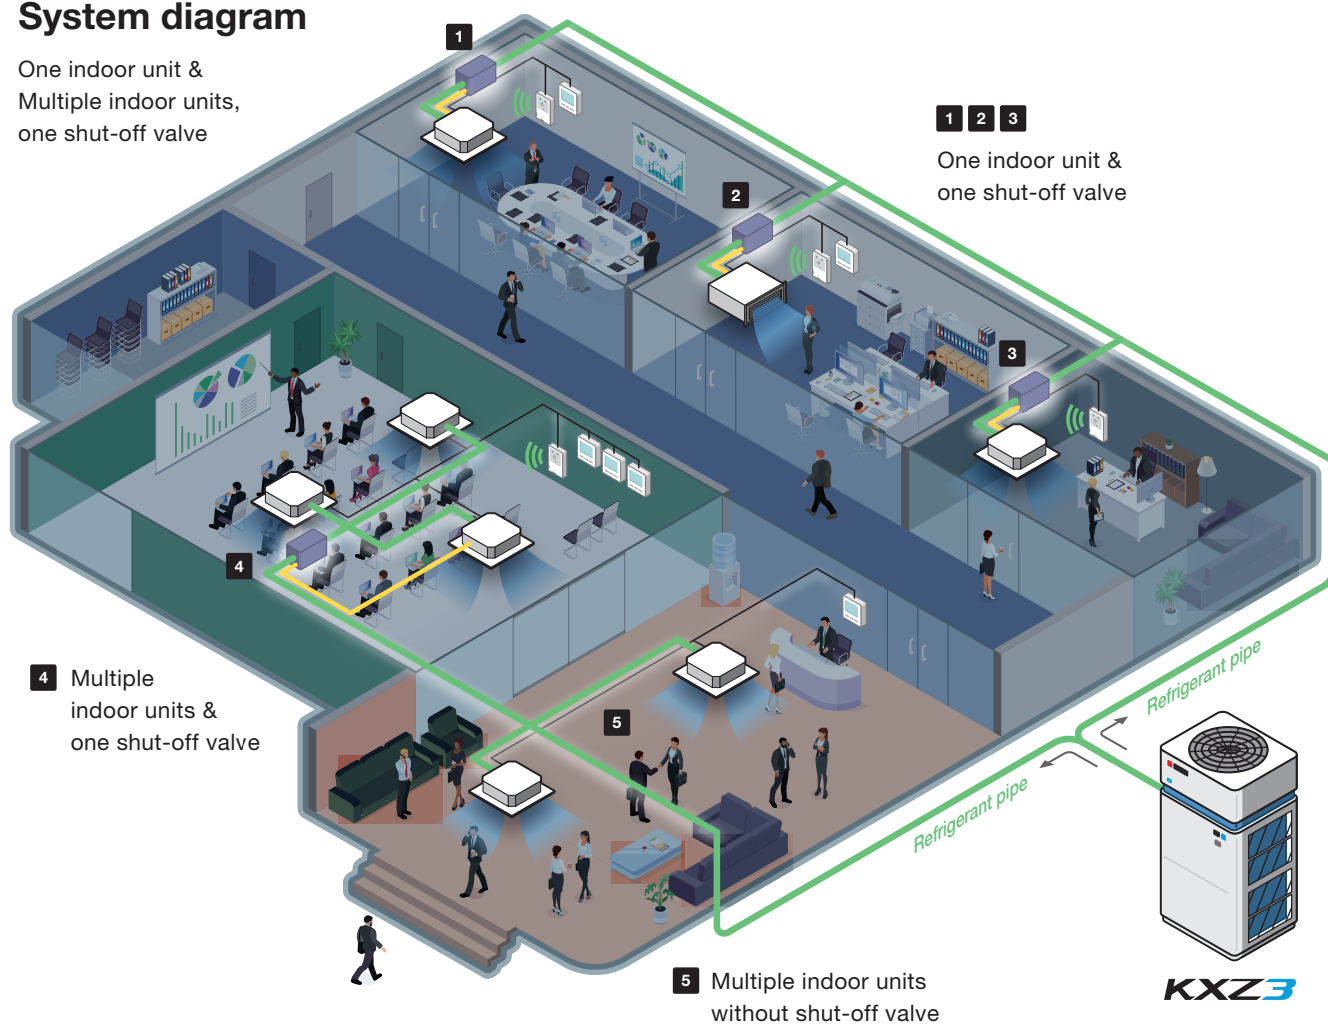 System diagram
One indoor unit &
Multiple indoor units,
one shut-off valve
1
1 2 3
One indoor unit &
one shut-off valve
2
3
4
4 Multiple
indoor units &
one shut-off valve
5
Refrigerant pipe
Refrigerant pipe
5 Multiple indoor units
without shut-off valve
KXZ3